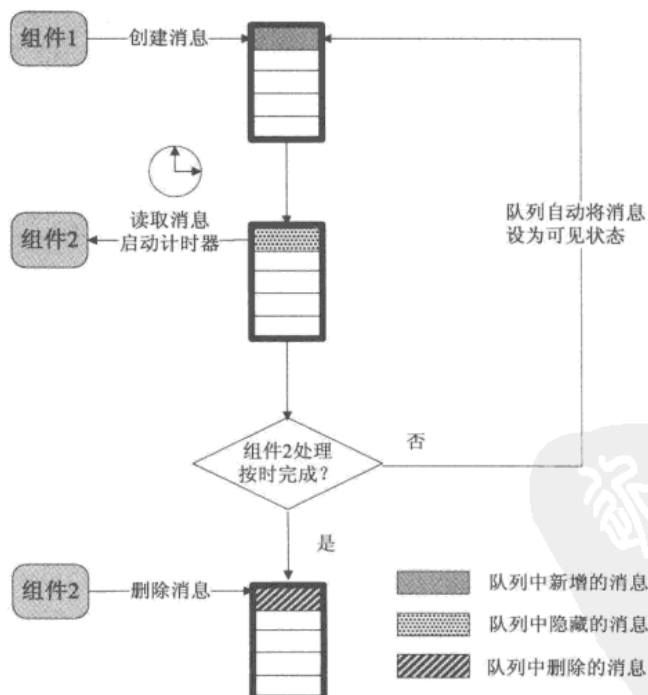 组件1
创建消息
队列自动将消息
设为可见状态
读取消息
启动计时器
组件2
组件2处理
按时完成?
否
是
组件2
删除消息
队列中新增的消息
队列中隐藏的消息
队列中删除的消息